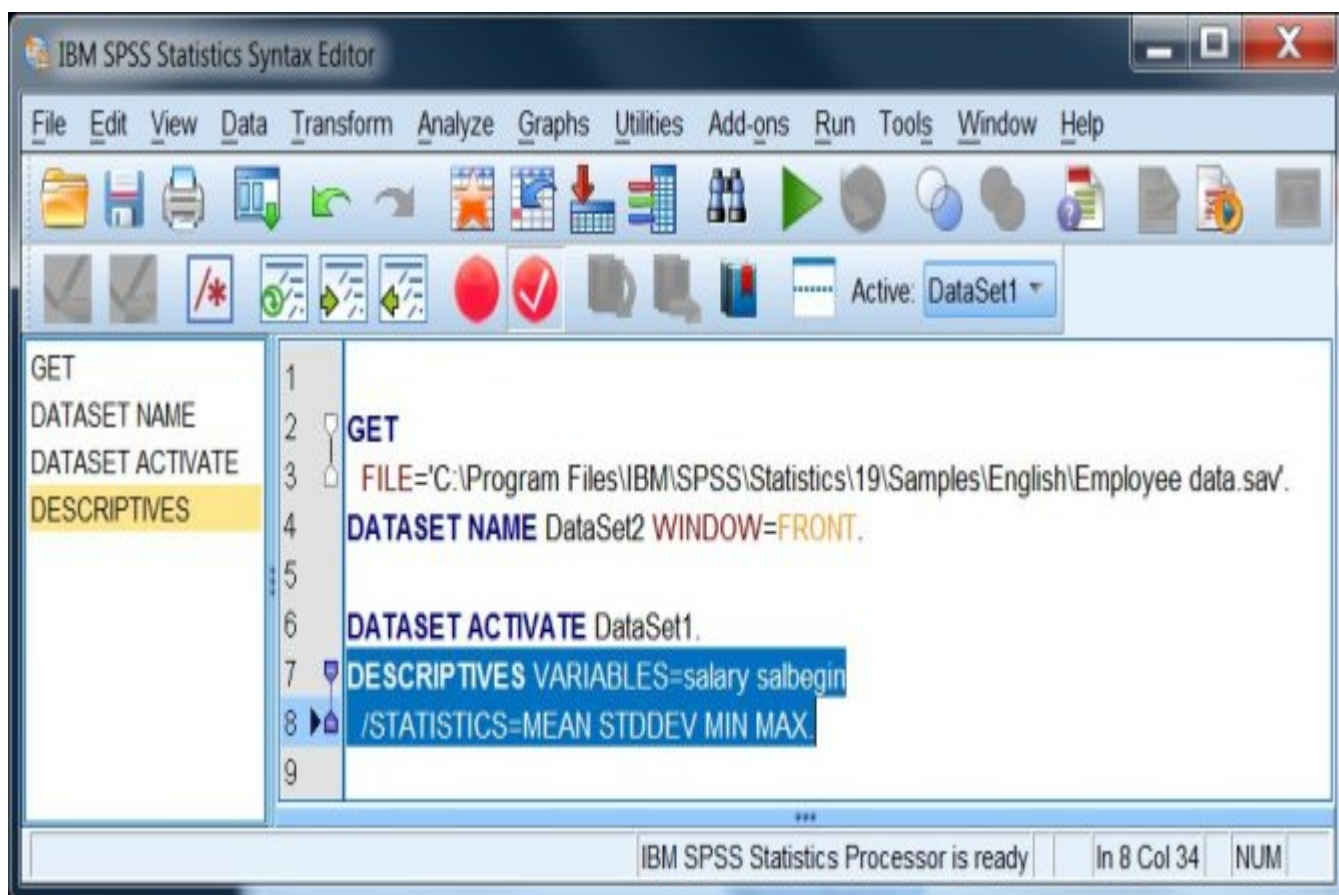 IBM SPSS Statistics Syntax Editor
File Edit View Data Transform Analyze Graphs Utilities Add-ons Run Tools Window Help
Active: DataSet1
GET
DATASET NAME
DATASET ACTIVATE
DESCRIPTIVES
1
2 GET
3 FILE='C:\Program Files\IBM\SPSS\Statistics\19\Samples\English\Employee data.sav'.
4 DATASET NAME DataSet2 WINDOW=FRONT.
5
6 DATASET ACTIVATE DataSet1.
7 DESCRIPTIVES VARIABLES=salary salbegin
8 /STATISTICS=MEAN STDDEV MIN MAX.
9
IBM SPSS Statistics Processor is ready In 8 Col 34 NUM